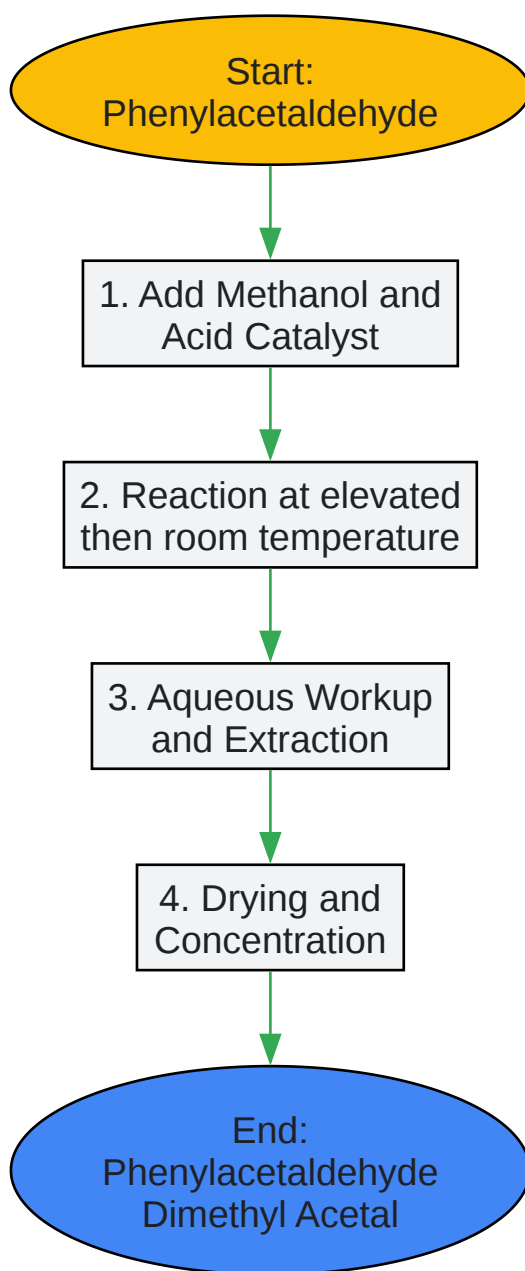 Start:
Phenylacetaldehyde
1. Add Methanol and
Acid Catalyst
2. Reaction at elevated
then room temperature
3. Aqueous Workup
and Extraction
4. Drying and
Concentration
End:
Phenylacetaldehyde
Dimethyl Acetal